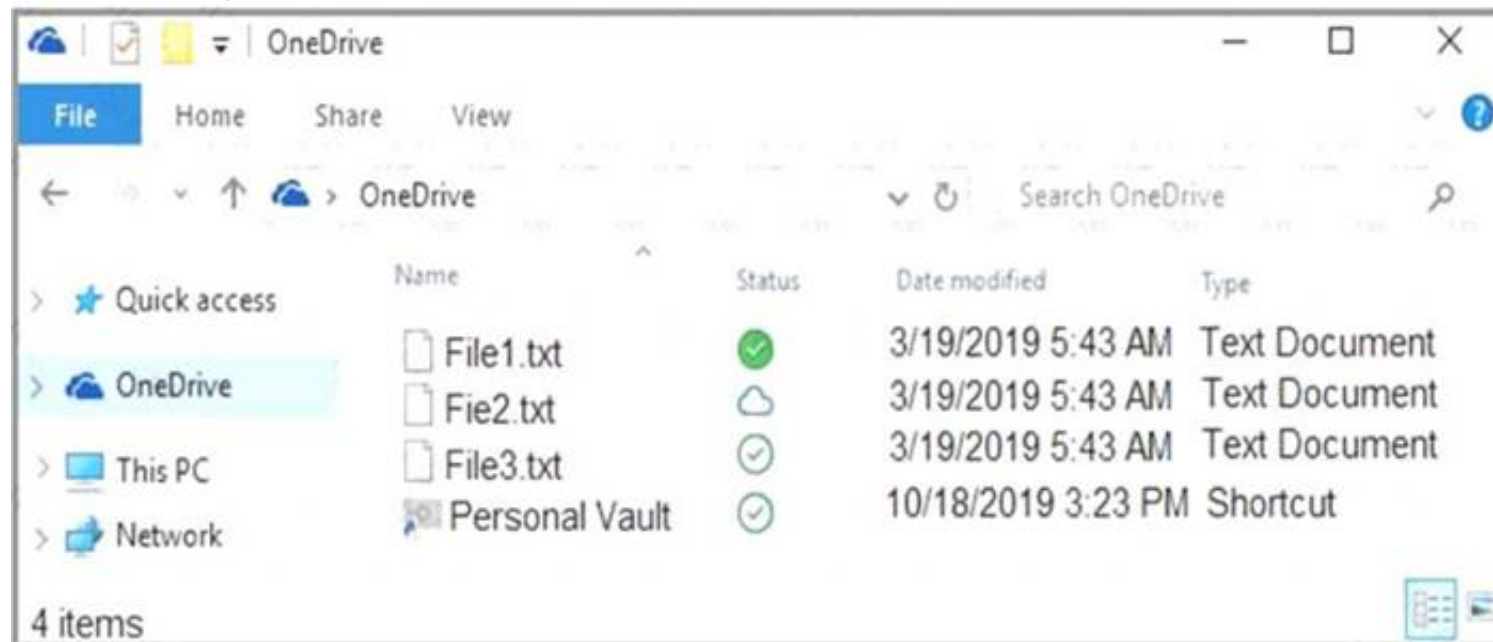 OneDrive
File Home Share View
OneDrive Search OneDrive
Name Status Date modified Type
Quick access
File1.txt 3/19/2019 5:43 AM Text Document
OneDrive
Fie2.txt 3/19/2019 5:43 AM Text Document
File3.txt 3/19/2019 5:43 AM Text Document
This PC
Personal Vault 10/18/2019 3:23 PM Shortcut
Network
4 items